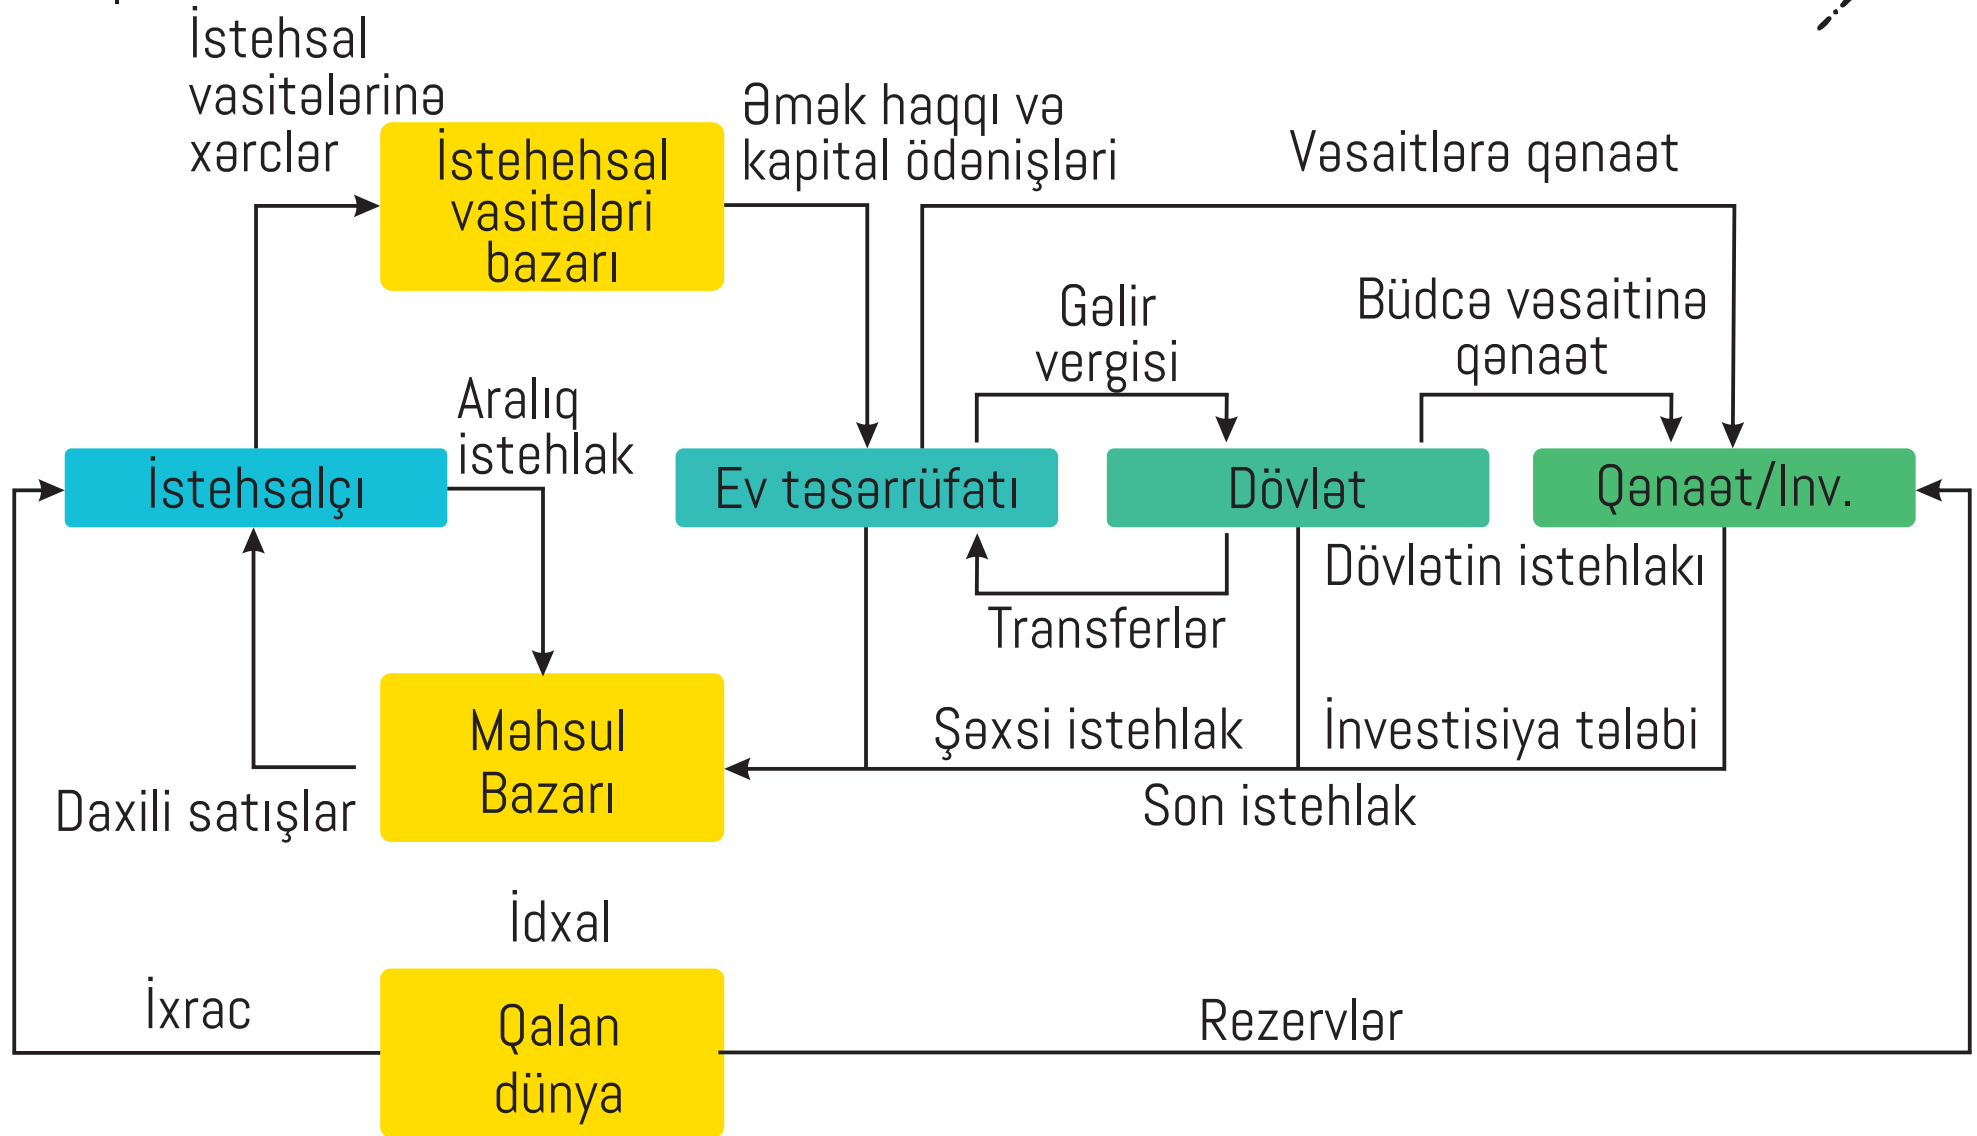 İstehsal
vasitələrinə
xərclər
İstehehsal
vasitələri
bazarı
Əmək haqqı və
kapital ödənişləri
Vəsaitlərə qənaət
Gəlir
vergisi
Büdcə vəsaitinə
qənaət
Aralıq
istehlak
İstehsalçı
Ev təsərrüfatı
Dövlət
Qənaət/Inv.
Dövlətin istehlakı
Transferlər
Məhsul
Bazarı
Şəxsi istehlak
İnvestisiya tələbi
Daxili satışlar
Son istehlak
İdxal
İxrac
Qalan
dünya
Rezervlər